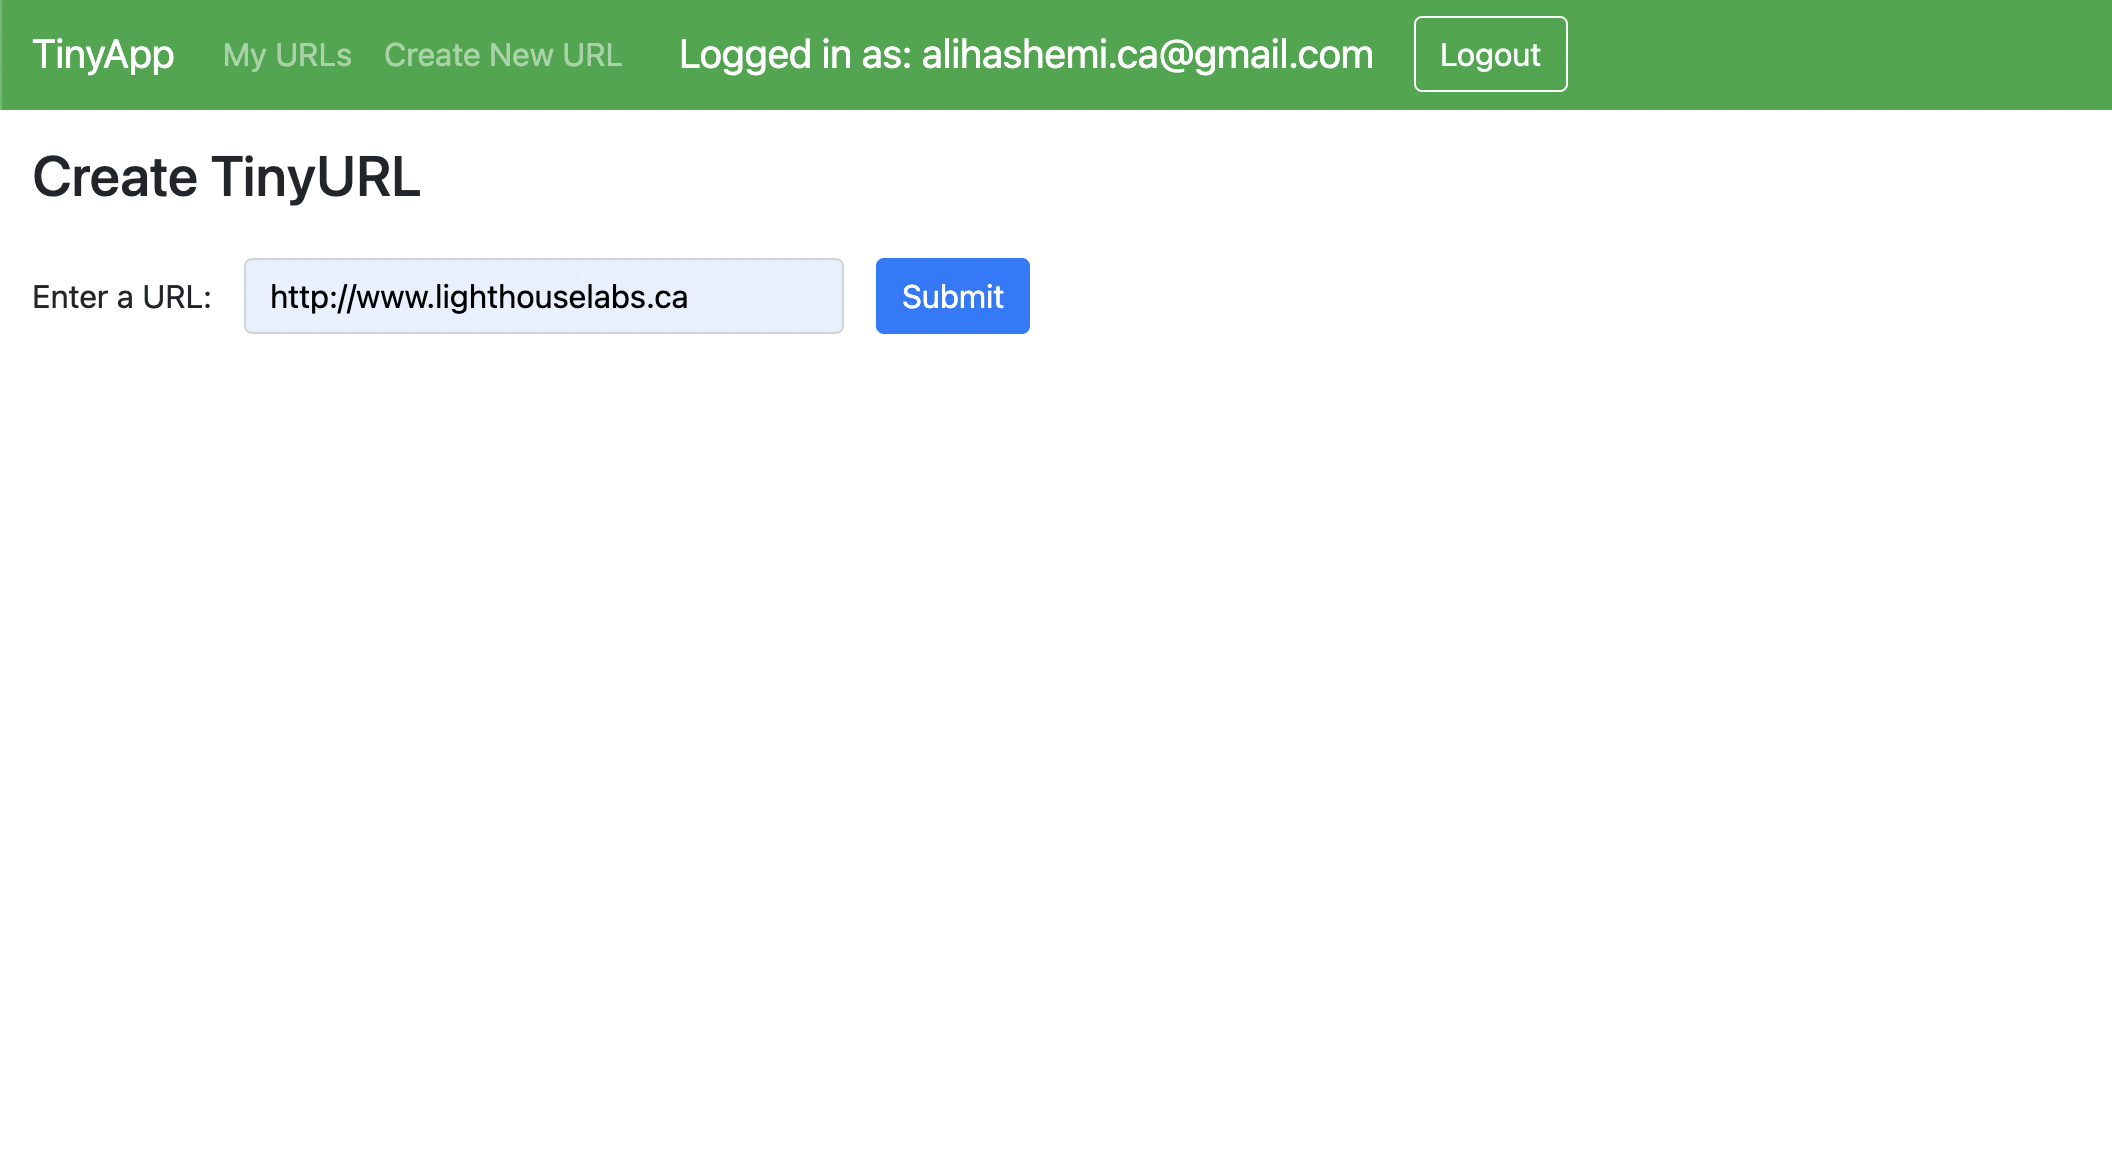 TinyApp My URLs Create New URL Logged in as: alihashemi.ca@gmail.com Logout
Create TinyURL
Enter a URL: http://www.lighthouselabs.ca Submit